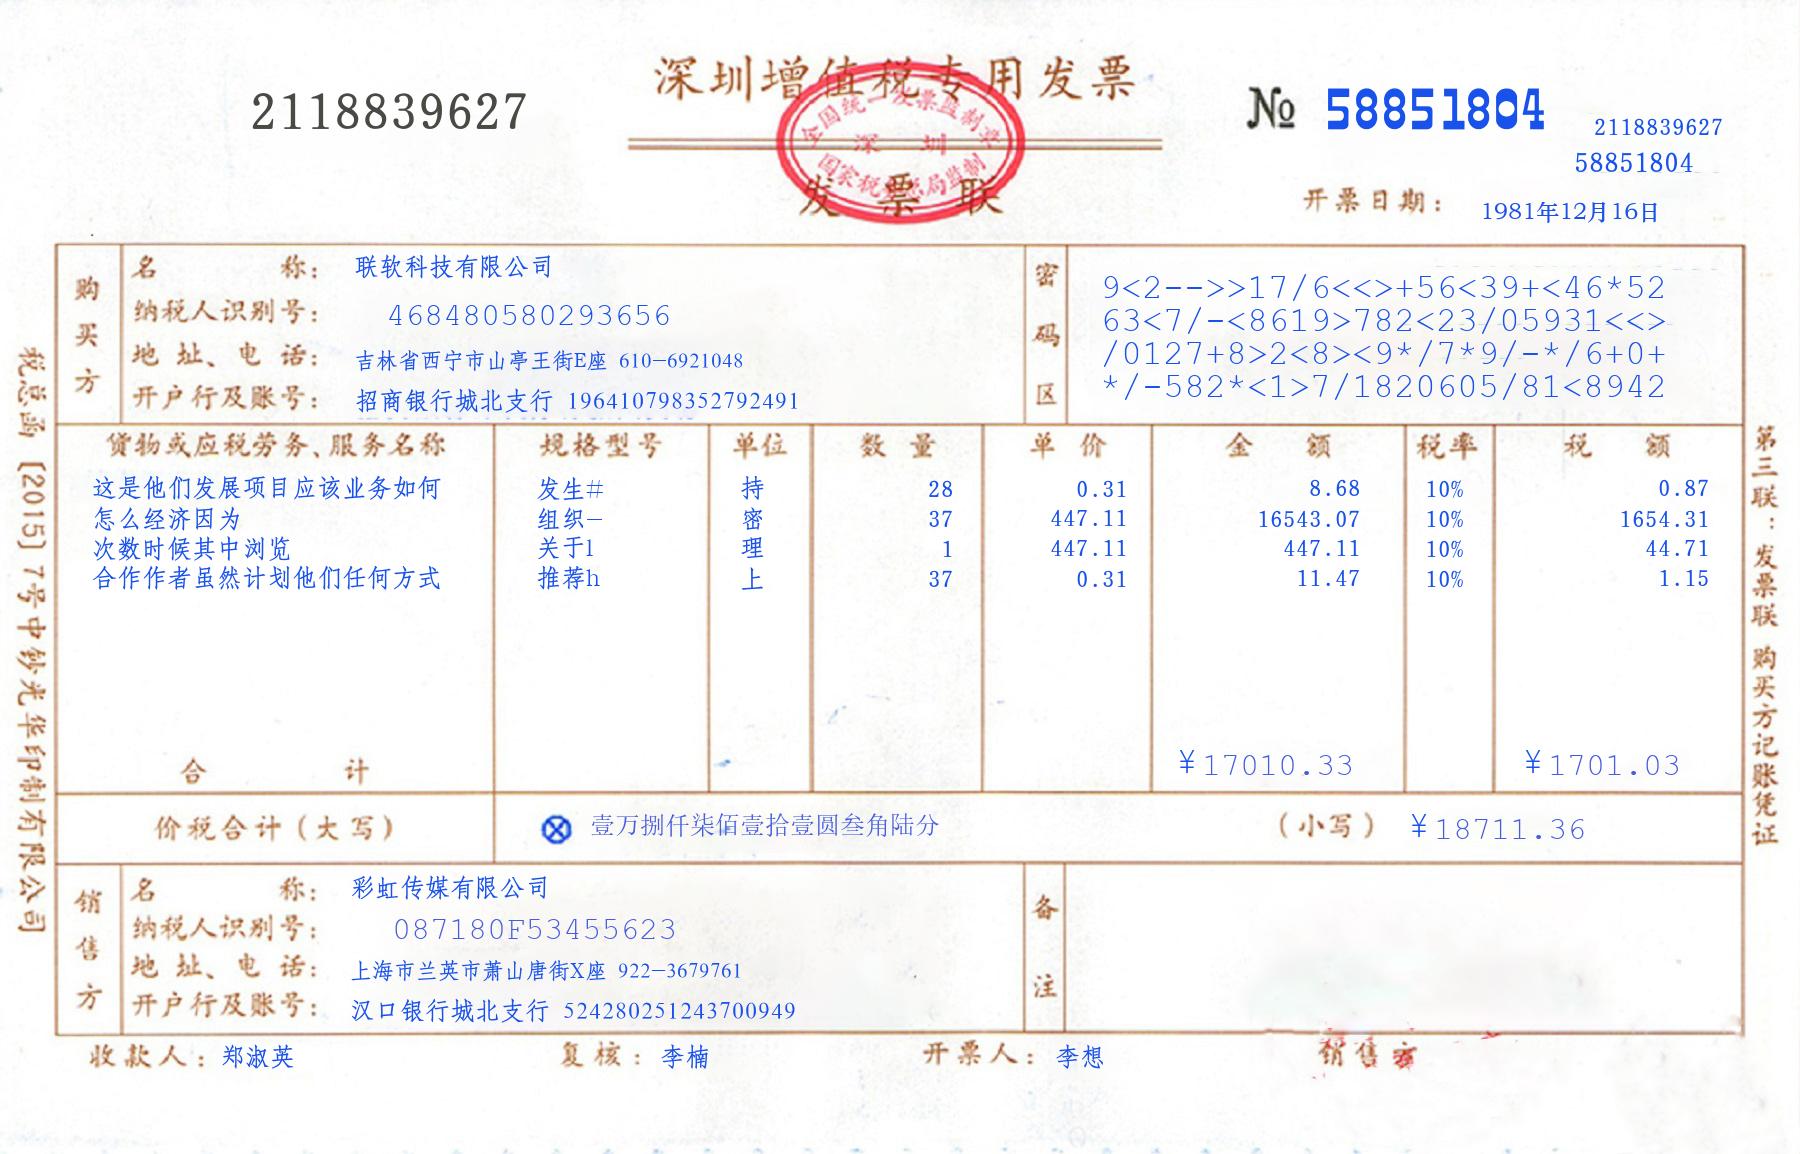 深圳增值税专用发票
2118839627
№ 58851804
2118839627
58851804
全国统一发票监制章
深 圳
国家税务总局监制
发票联
开票日期： 1981年12月16日
购买方
名 称： 联软科技有限公司
纳税人识别号： 468480580293656
地址、电话： 吉林省西宁市山亭王街E座 610-6921048
开户行及账号： 招商银行城北支行 196410798352792491
密码区
9<2-->>17/6<<>+56<39+<46*52
63<7/-<8619>782<23/05931<<>
/0127+8>2<8><9*/7*9/-*/6+0+
*/-582*<1>7/1820605/81<8942
货物或应税劳务、服务名称 规格型号 单位 数量 单价 金额 税率 税额
这是他们发展项目应该业务如何 发生# 持 28 0.31 8.68 10% 0.87
怎么经济因为 组织- 密 37 447.11 16543.07 10% 1654.31
次数时候其中浏览 关于l 理 1 447.11 447.11 10% 44.71
合作作者虽然计划他们任何方式 推荐h 上 37 0.31 11.47 10% 1.15
合 计 ¥17010.33 ¥1701.03
价税合计（大写） ⊗ 壹万捌仟柒佰壹拾壹圆叁角陆分 （小写） ¥18711.36
销售方
名 称： 彩虹传媒有限公司
纳税人识别号： 087180F53455623
地址、电话： 上海市兰英市萧山唐街X座 922-3679761
开户行及账号： 汉口银行城北支行 524280251243700949
备注
收款人： 郑淑英 复核： 李楠 开票人： 李想 销售方
税总函 [2015] 7号中钞光华印制有限公司
第三联：发票联 购买方记账凭证